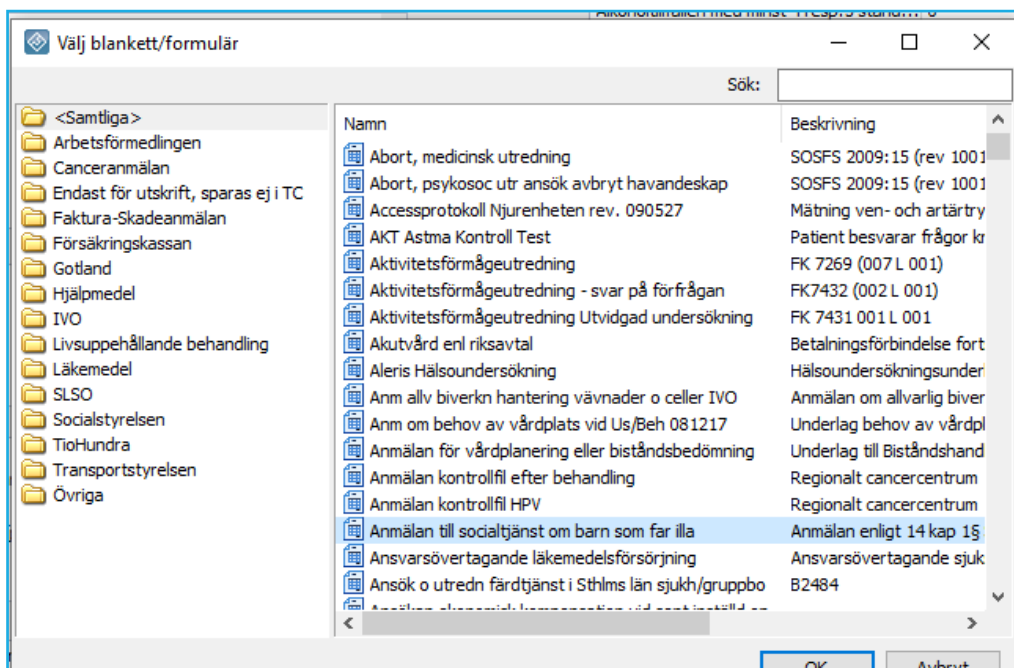 Välj blankett/formulär
Sök:
<Samtliga>
Arbetsförmedlingen
Canceranmälan
Endast för utskrift, sparas ej i TC
Faktura-Skadeanmälan
Försäkringskassan
Gotland
Hjälpmedel
IVO
Livsuppehållande behandling
Läkemedel
SLSO
Socialstyrelsen
TioHundra
Transportstyrelsen
Övriga
Namn Beskrivning
Abort, medicinsk utredning SOSFS 2009:15 (rev 1001
Abort, psykosoc utr ansök avbryt havandeskap SOSFS 2009:15 (rev 1001
Accessprotokoll Njurenheten rev. 090527 Mätning ven- och artärtry
AKT Astma Kontroll Test Patient besvarar frågor kr
Aktivitetsförmågeutredning FK 7269 (007 L 001)
Aktivitetsförmågeutredning - svar på förfrågan FK7432 (002 L 001)
Aktivitetsförmågeutredning Utvidgad undersökning FK 7431 001 L 001
Akutvård enl riksavtal Betalningsförbindelse fort
Aleris Hälsoundersökning Hälsoundersökningsunder
Anm allv biverkn hantering vävnader o celler IVO Anmälan om allvarlig biver
Anm om behov av vårdplats vid Us/Beh 081217 Underlag behov av vårdpl
Anmälan för vårdplanering eller biståndsbedömning Underlag till Biståndshand
Anmälan kontrollfil efter behandling Regionalt cancercentrum
Anmälan kontrollfil HPV Regionalt cancercentrum
Anmälan till socialtjänst om barn som far illa Anmälan enligt 14 kap 1§
Ansvarsövertagande läkemedelsförsörjning Ansvarsövertagande sjuk
Ansök o utredn färdtjänst i Sthlms län sjukh/gruppbo B2484
OK Avbryt